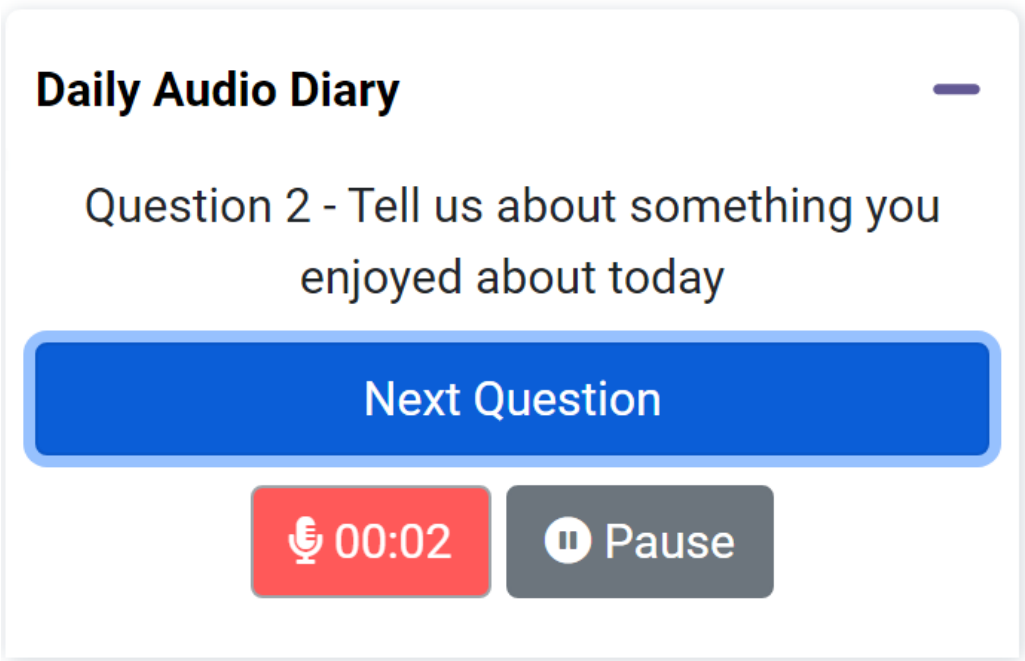 Daily Audio Diary
Question 2 - Tell us about something you
enjoyed about today
Next Question
00:02
Pause